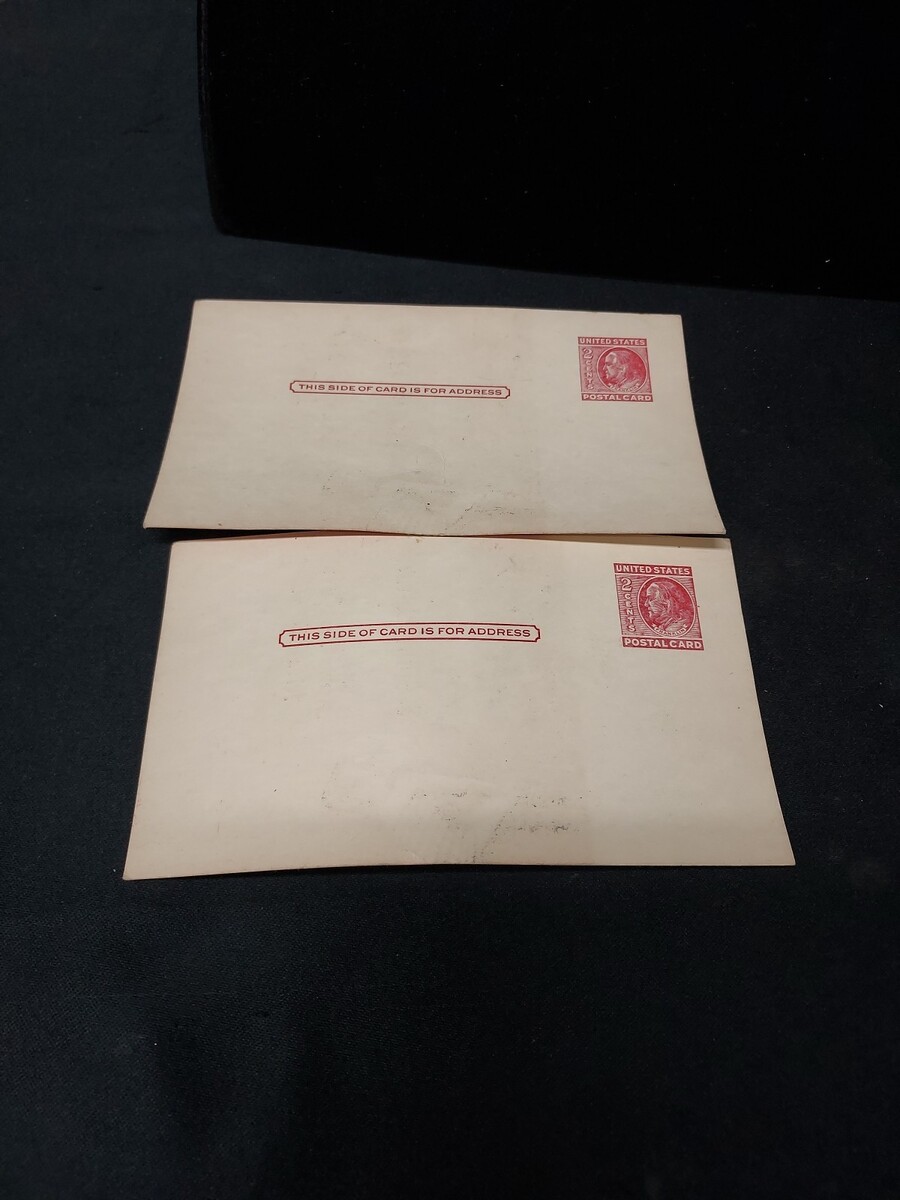 UNITED STATES
2 CENTS
POSTAL CARD
THIS SIDE OF CARD IS FOR ADDRESS
UNITED STATES
2 CENTS
FRANKLIN
POSTAL CARD
THIS SIDE OF CARD IS FOR ADDRESS